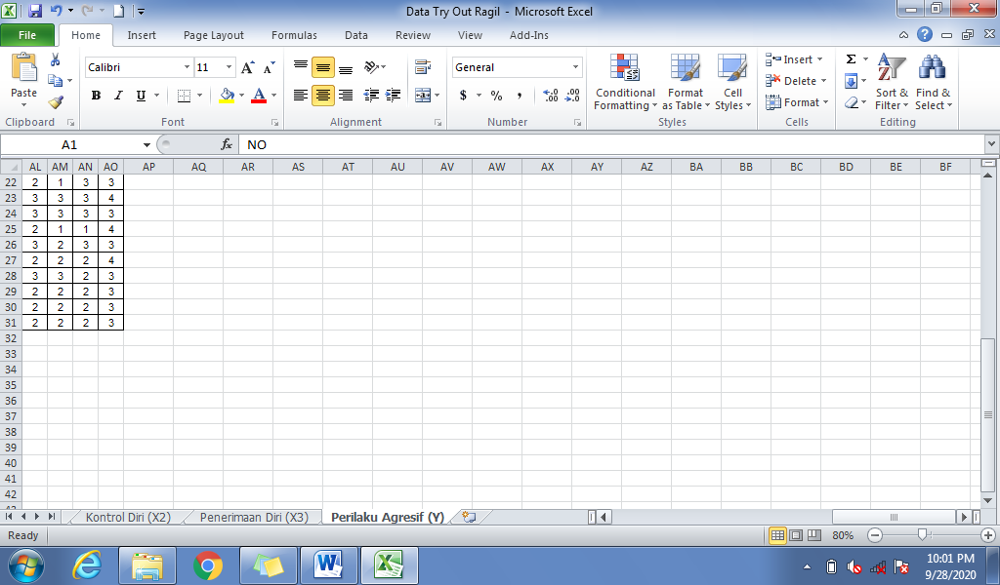 Data Try Out Ragil - Microsoft Excel
File Home Insert Page Layout Formulas Data Review View Add-Ins
Paste Calibri 11 A A General Conditional Formatting Format as Table Cell Styles Insert Delete Format Sort & Filter Find & Select
B I U A $ % ,
Clipboard Font Alignment Number Styles Cells Editing
A1 fx NO
AL AM AN AO AP AQ AR AS AT AU AV AW AX AY AZ BA BB BC BD BE BF
22 2 1 3 3
23 3 3 3 4
24 3 3 3 3
25 2 1 1 4
26 3 2 3 3
27 2 2 2 4
28 3 3 2 3
29 2 2 2 3
30 2 2 2 3
31 2 2 2 3
32
33
34
35
36
37
38
39
40
41
42
Kontrol Diri (X2) Penerimaan Diri (X3) Perilaku Agresif (Y)
Ready 80%
10:01 PM
9/28/2020